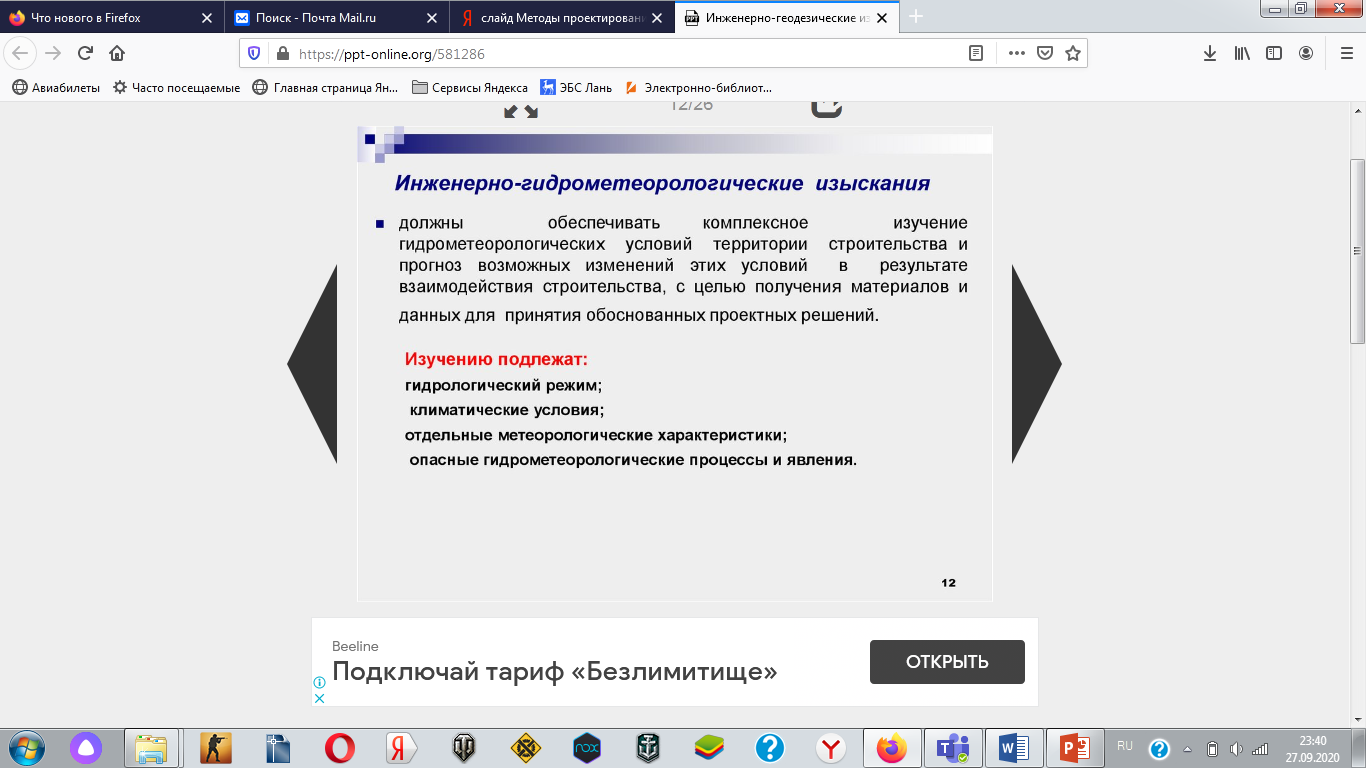 Что нового в Firefox
Поиск - Почта Mail.ru
слайд Методы проектировани
Инженерно-геодезические из
https://ppt-online.org/581286
Авиабилеты
Часто посещаемые
Главная страница Ян...
Сервисы Яндекса
ЭБС Лань
Электронно-библиот...
12/26
Инженерно-гидрометеорологические изыскания
должны обеспечивать комплексное изучение
гидрометеорологических условий территории строительства и
прогноз возможных изменений этих условий в результате
взаимодействия строительства, с целью получения материалов и
данных для принятия обоснованных проектных решений.
Изучению подлежат:
гидрологический режим;
климатические условия;
отдельные метеорологические характеристики;
опасные гидрометеорологические процессы и явления.
12
Beeline
Подключай тариф «Безлимитище»
ОТКРЫТЬ
RU
23:40
27.09.2020